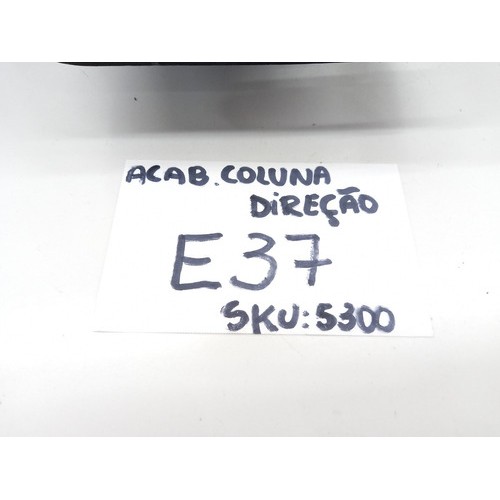 ACAB. COLUNA
DIREÇÃO
E37
SKU: 5300